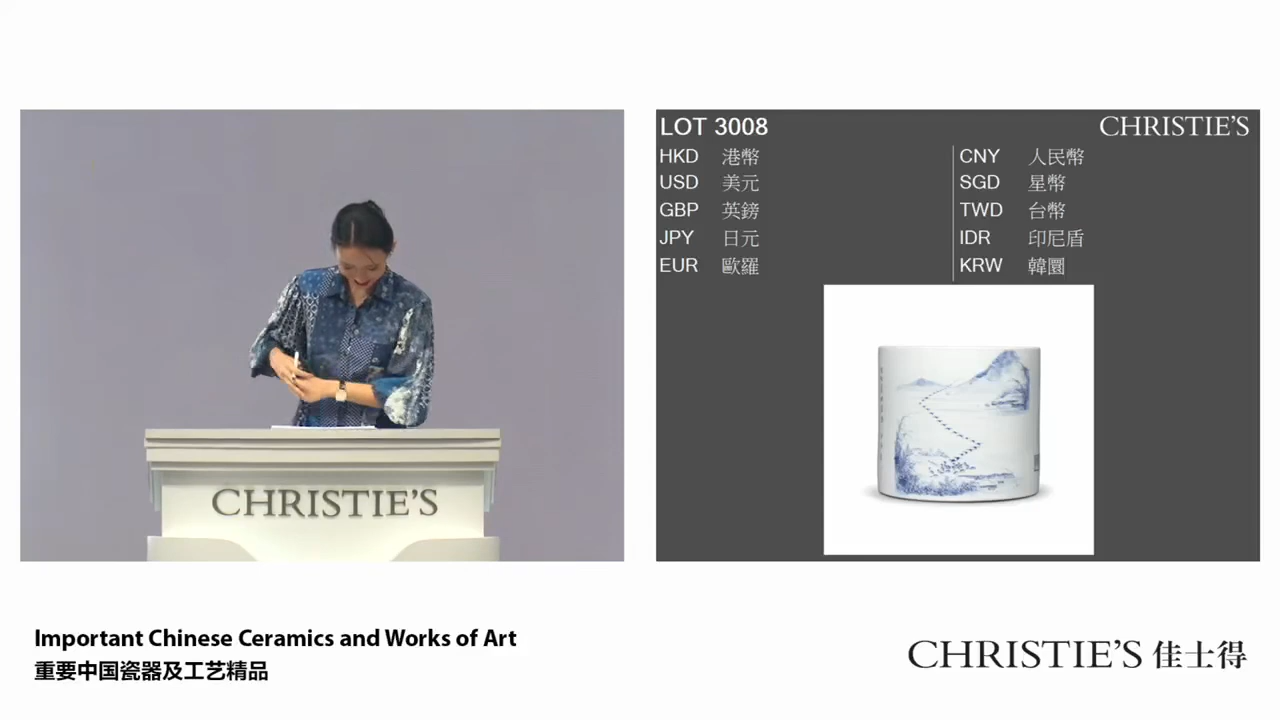 LOT 3008
CHRISTIE'S
HKD 港幣
USD 美元
GBP 英鎊
JPY 日元
EUR 歐羅
CNY 人民幣
SGD 星幣
TWD 台幣
IDR 印尼盾
KRW 韓圜
CHRISTIE'S
Important Chinese Ceramics and Works of Art
重要中国瓷器及工艺精品
CHRISTIE'S 佳士得